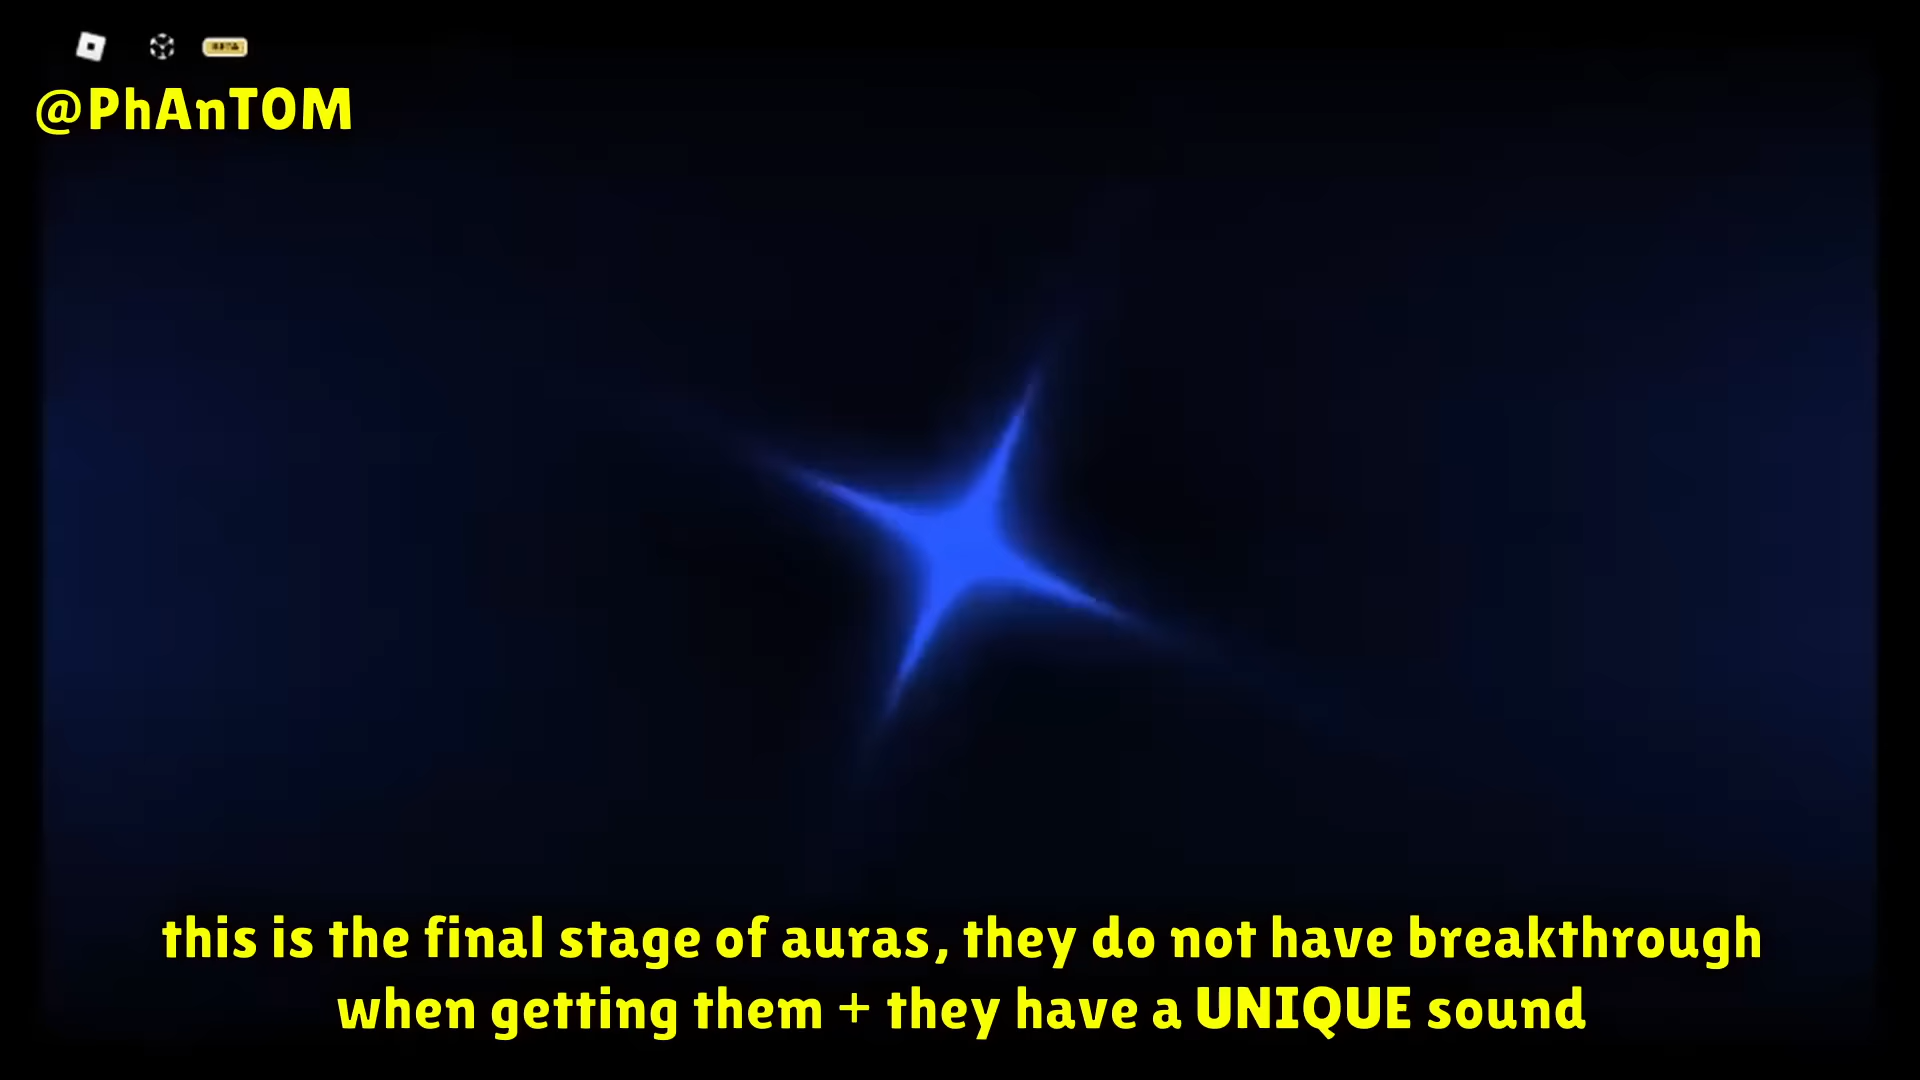 @PhAnTOM
this is the final stage of auras, they do not have breakthrough
when getting them + they have a UNIQUE sound